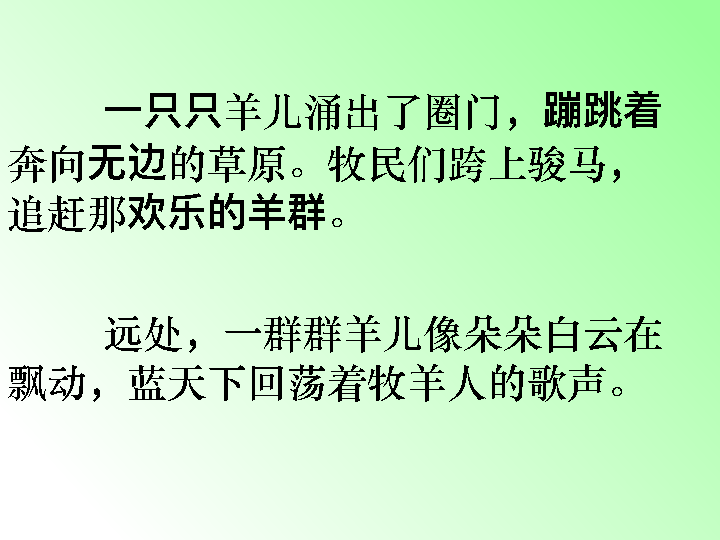 一只只羊儿涌出了圈门，蹦跳着
奔向无边的草原。牧民们跨上骏马，
追赶那欢乐的羊群。
远处，一群群羊儿像朵朵白云在
飘动，蓝天下回荡着牧羊人的歌声。